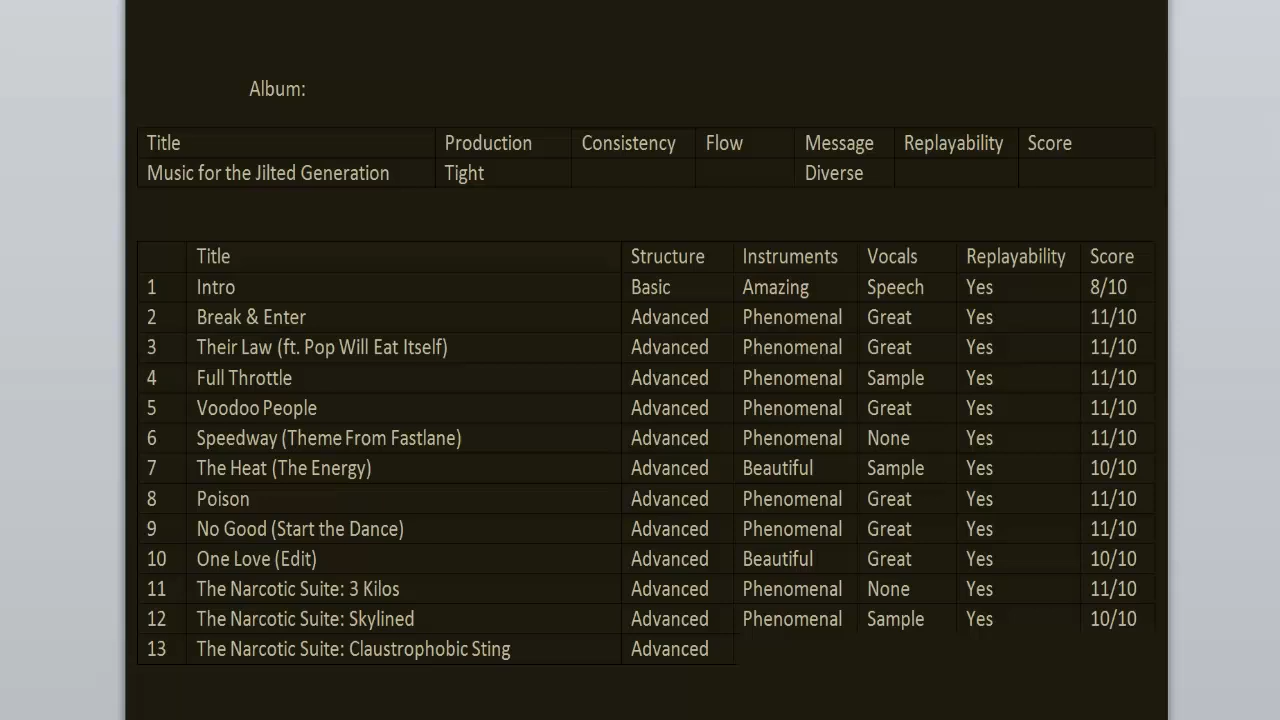 Album:
Title Production Consistency Flow Message Replayability Score
Music for the Jilted Generation Tight Diverse
Title Structure Instruments Vocals Replayability Score
1 Intro Basic Amazing Speech Yes 8/10
2 Break & Enter Advanced Phenomenal Great Yes 11/10
3 Their Law (ft. Pop Will Eat Itself) Advanced Phenomenal Great Yes 11/10
4 Full Throttle Advanced Phenomenal Sample Yes 11/10
5 Voodoo People Advanced Phenomenal Great Yes 11/10
6 Speedway (Theme From Fastlane) Advanced Phenomenal None Yes 11/10
7 The Heat (The Energy) Advanced Beautiful Sample Yes 10/10
8 Poison Advanced Phenomenal Great Yes 11/10
9 No Good (Start the Dance) Advanced Phenomenal Great Yes 11/10
10 One Love (Edit) Advanced Beautiful Great Yes 10/10
11 The Narcotic Suite: 3 Kilos Advanced Phenomenal None Yes 11/10
12 The Narcotic Suite: Skylined Advanced Phenomenal Sample Yes 10/10
13 The Narcotic Suite: Claustrophobic Sting Advanced